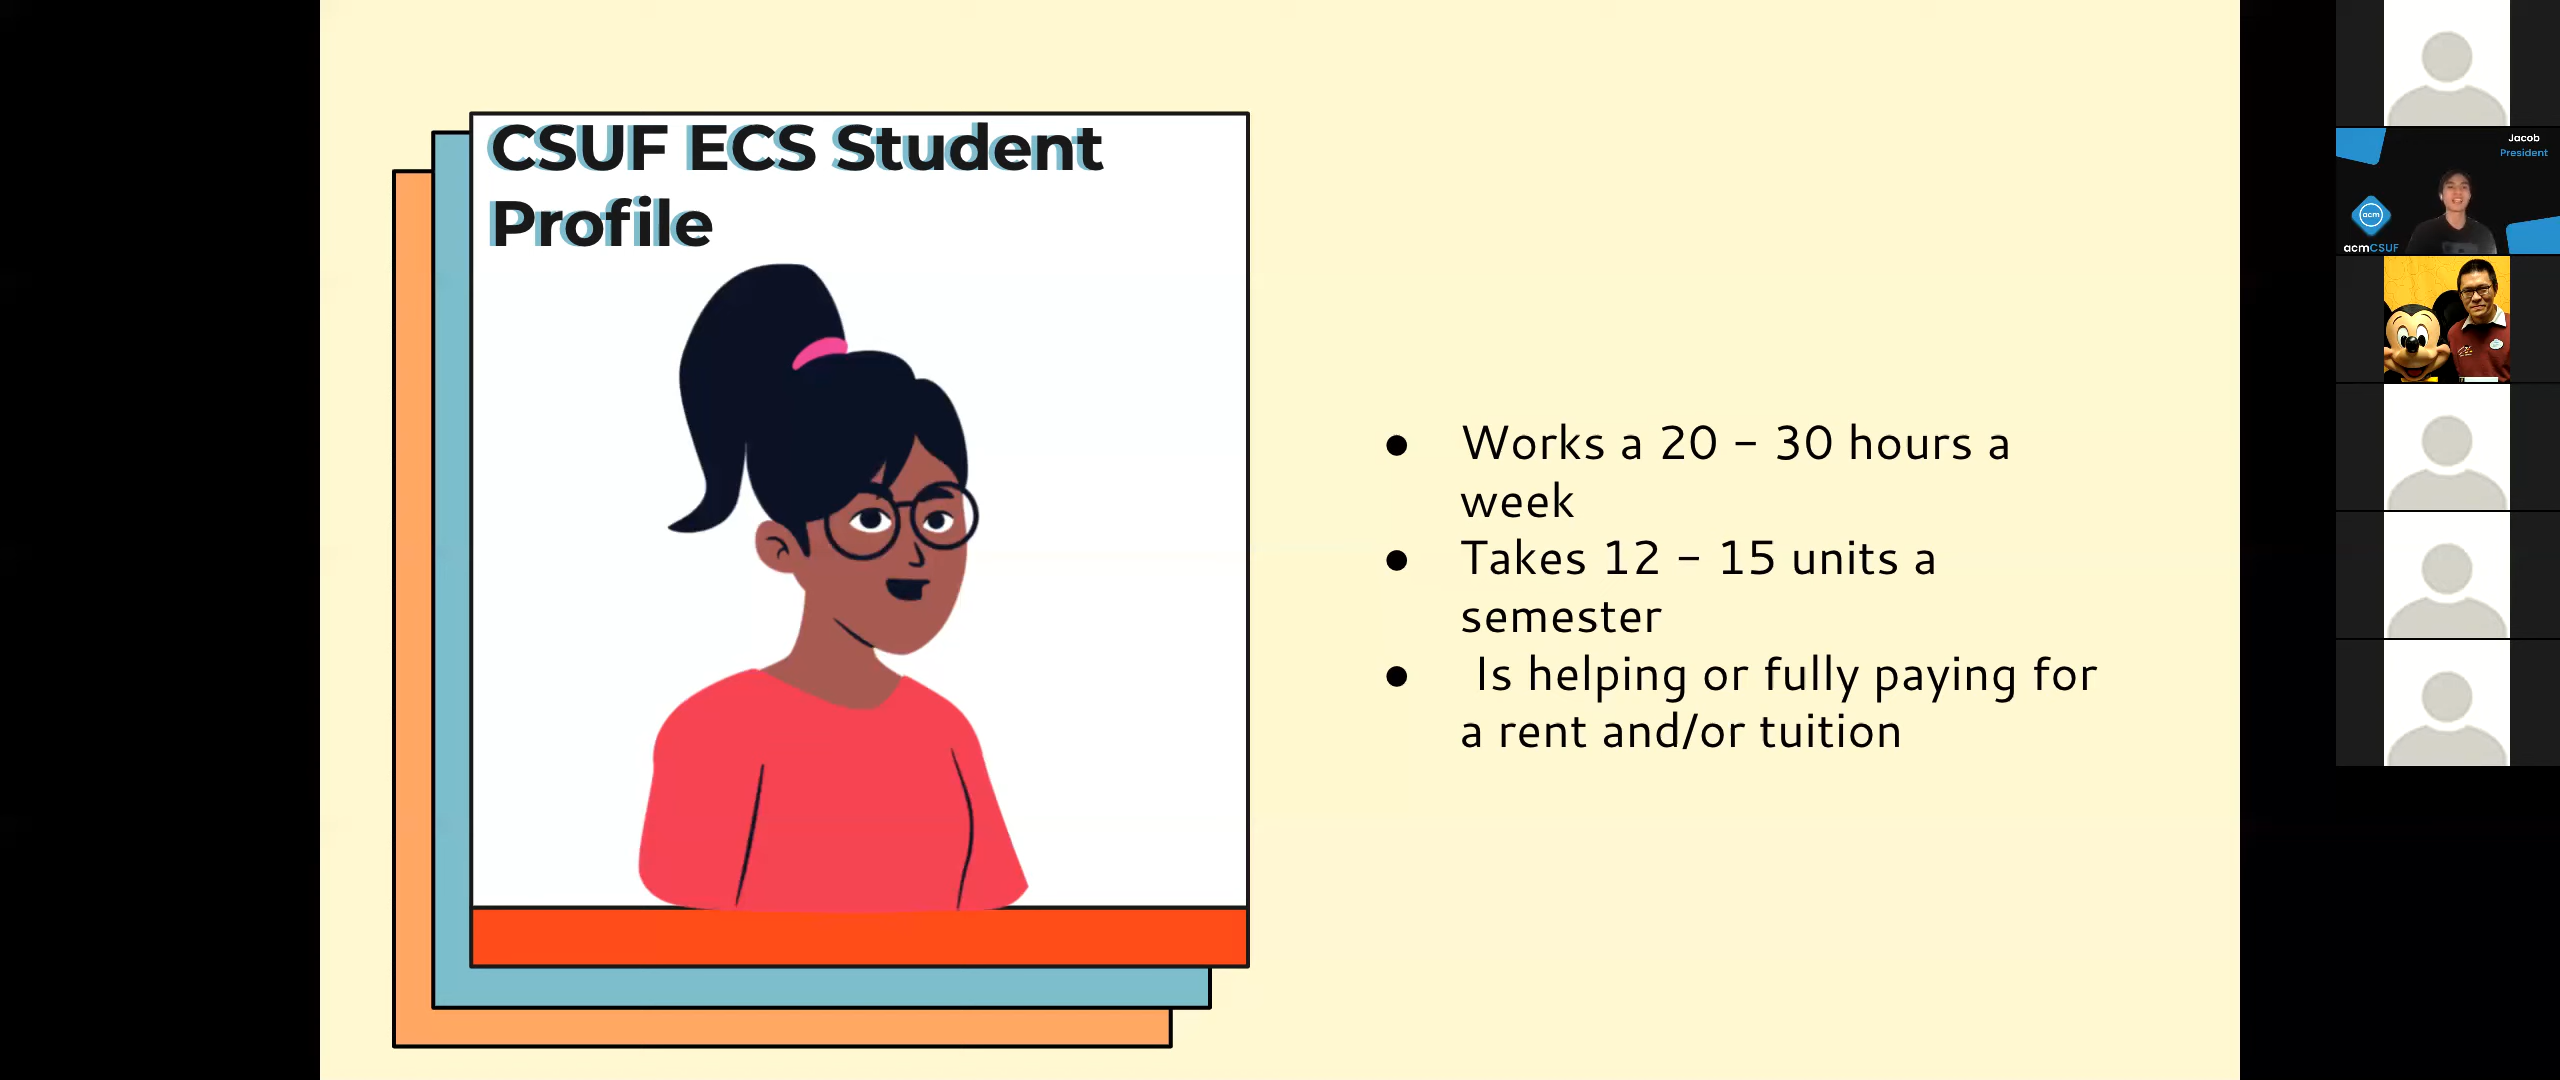 CSUF ECS Student
Profile
● Works a 20 - 30 hours a
week
● Takes 12 - 15 units a
semester
● Is helping or fully paying for
a rent and/or tuition
Jacob
President
acm
acmCSUF